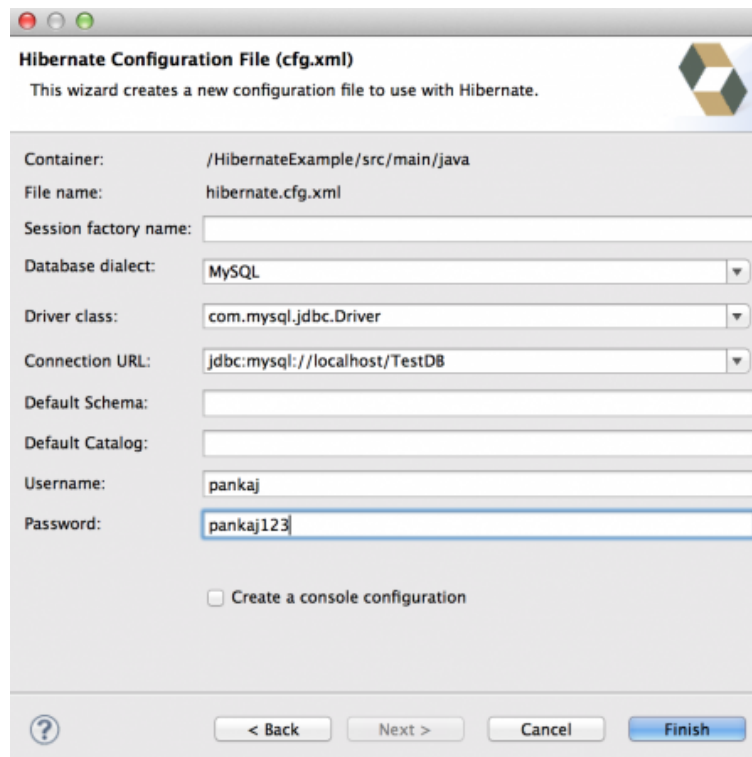 Hibernate Configuration File (cfg.xml)
This wizard creates a new configuration file to use with Hibernate.
Container: /HibernateExample/src/main/java
File name: hibernate.cfg.xml
Session factory name:
Database dialect: MySQL
Driver class: com.mysql.jdbc.Driver
Connection URL: jdbc:mysql://localhost/TestDB
Default Schema:
Default Catalog:
Username: pankaj
Password: pankaj123
Create a console configuration
? < Back Next > Cancel Finish